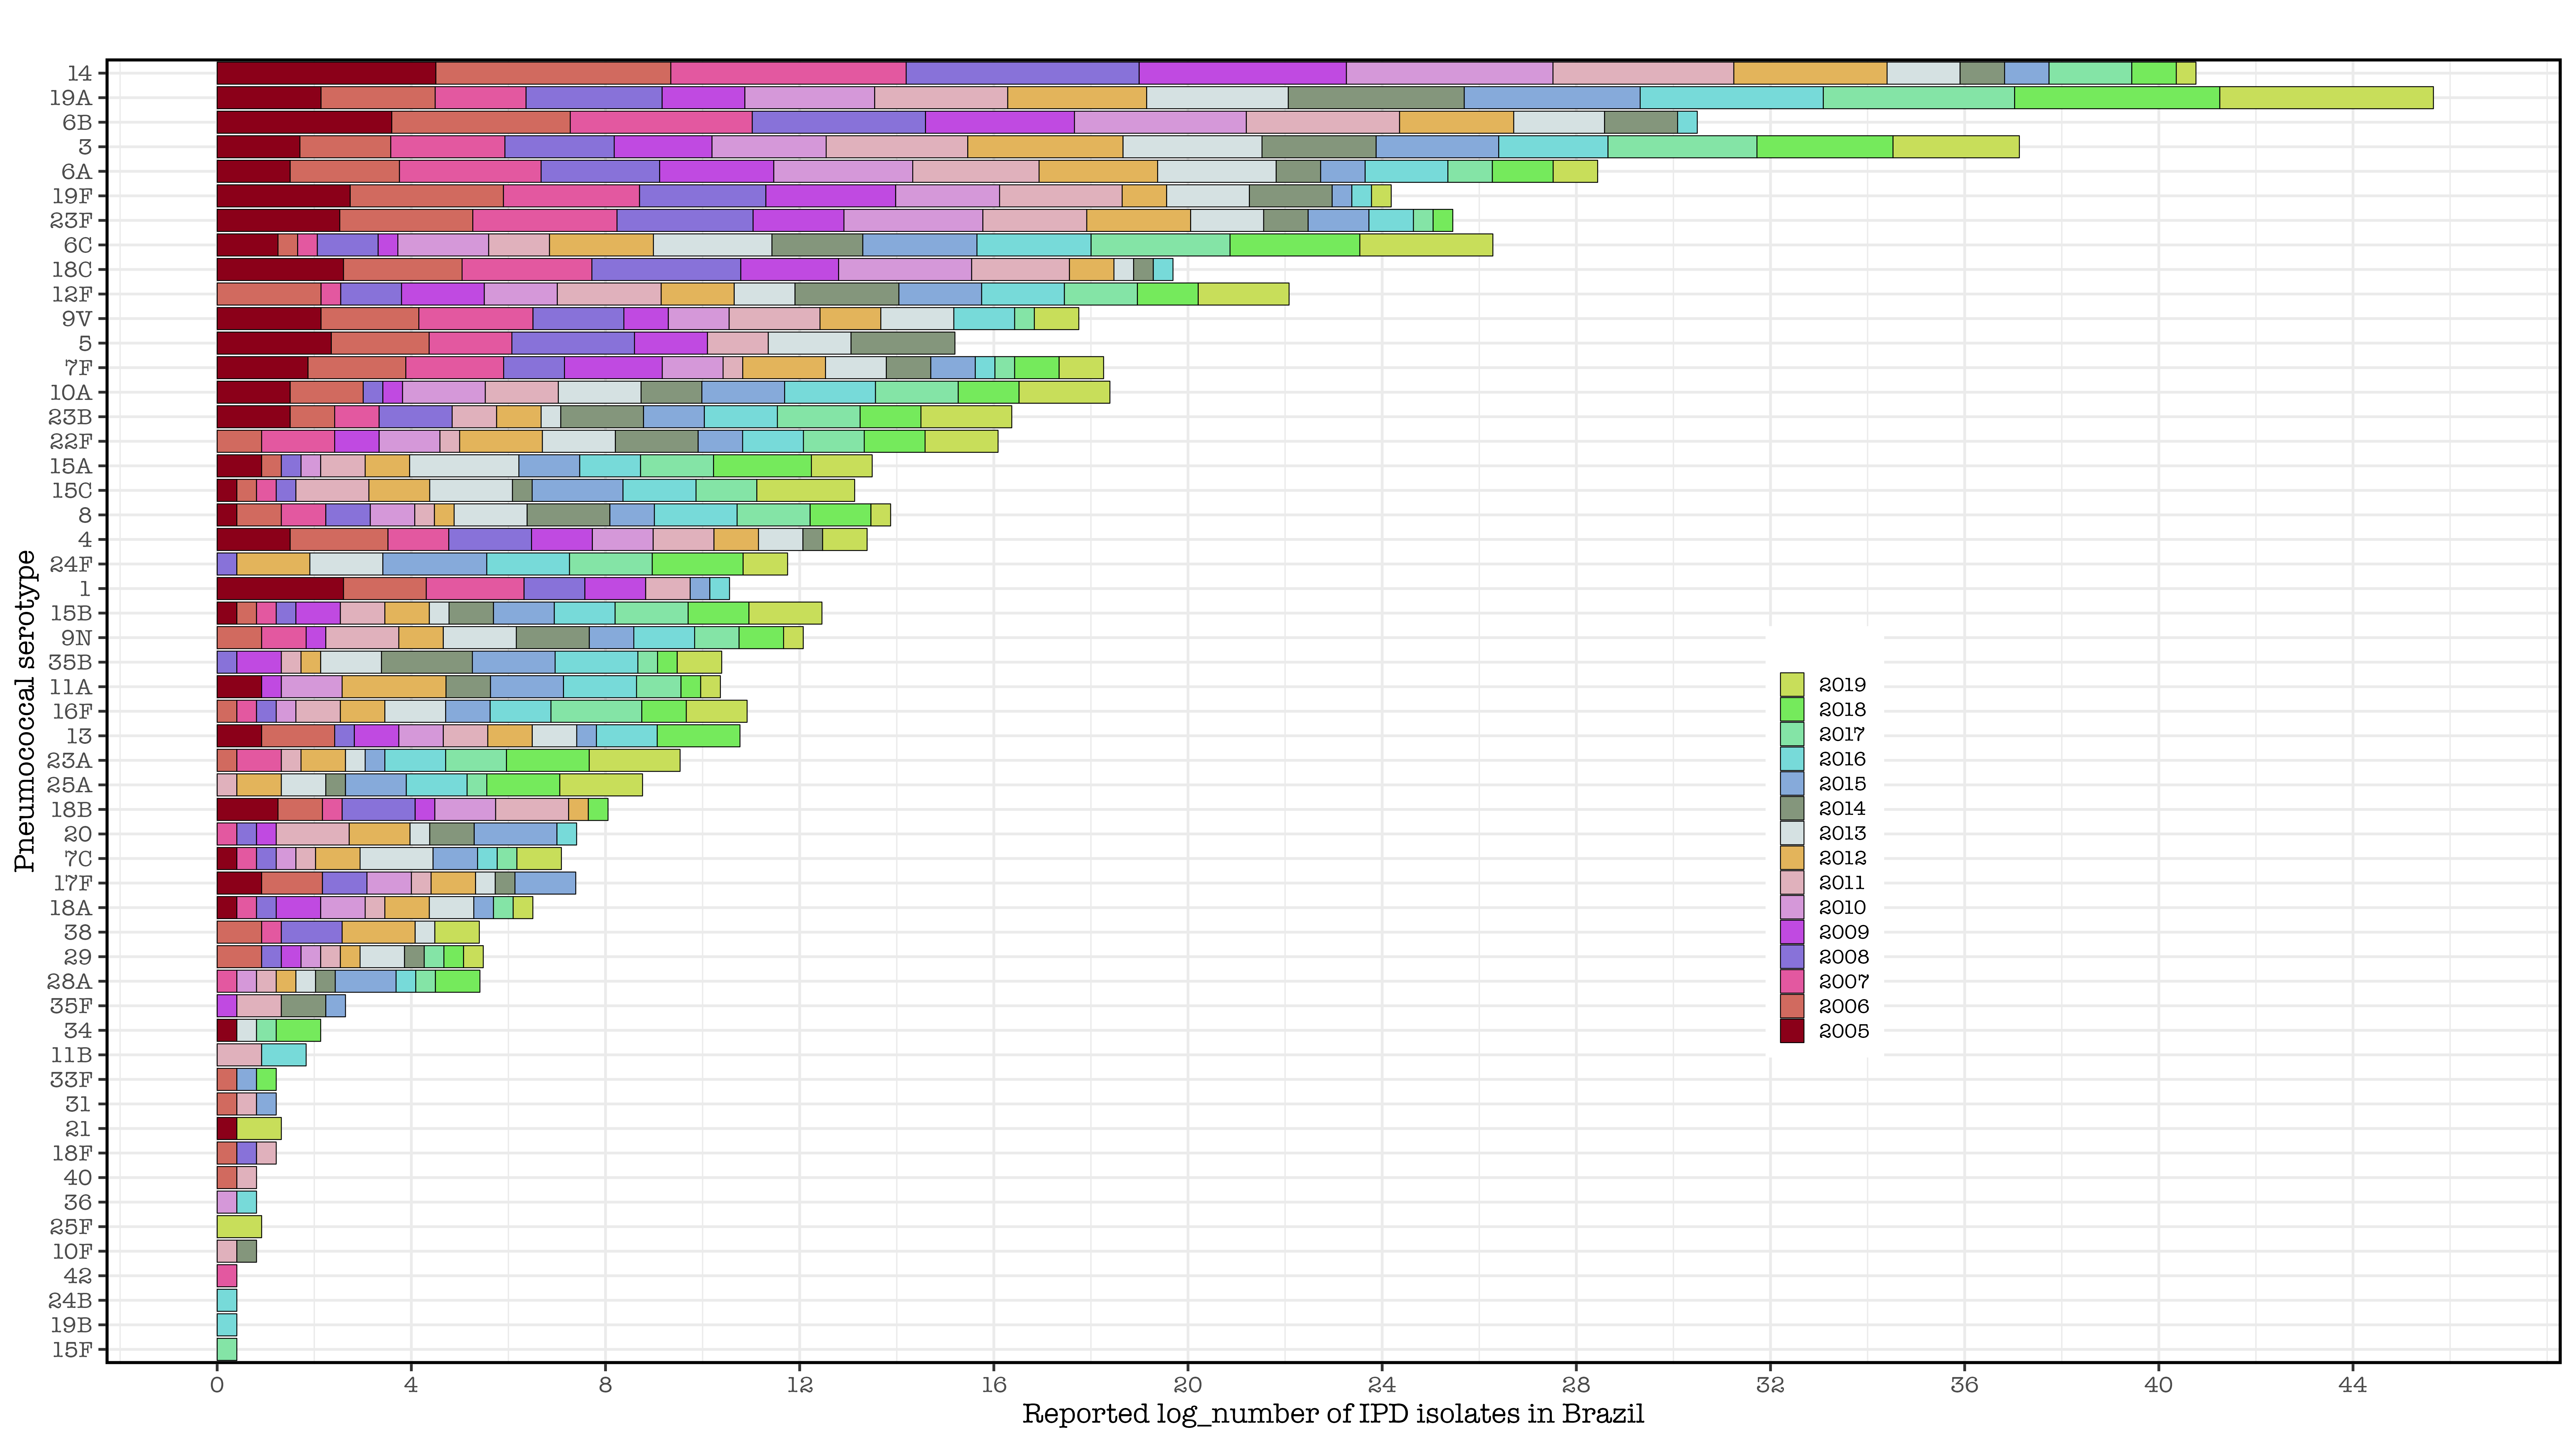 14
19A
6B
3
6A
19F
23F
6C
18C
12F
9V
5
7F
10A
23B
22F
15A
15C
8
4
24F
1
15B
9N
35B
11A
16F
13
23A
25A
18B
20
7C
17F
18A
38
29
28A
35F
34
11B
33F
31
21
18F
40
36
25F
10F
42
24B
19B
15F
Pneumococcal serotype
2019
2018
2017
2016
2015
2014
2013
2012
2011
2010
2009
2008
2007
2006
2005
0 4 8 12 16 20 24 28 32 36 40 44
Reported log_number of IPD isolates in Brazil